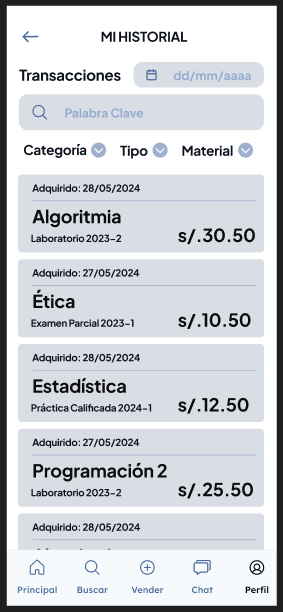 MI HISTORIAL
Transacciones
dd/mm/aaaa
Palabra Clave
Categoría Tipo Material
Adquirido: 28/05/2024
Algoritmia
Laboratorio 2023-2
s/.30.50
Adquirido: 27/05/2024
Ética
Examen Parcial 2023-1
s/.10.50
Adquirido: 28/05/2024
Estadística
Práctica Calificada 2024-1
s/.12.50
Adquirido: 27/05/2024
Programación 2
Laboratorio 2023-2
s/.25.50
Adquirido: 28/05/2024
Principal Buscar Vender Chat Perfil